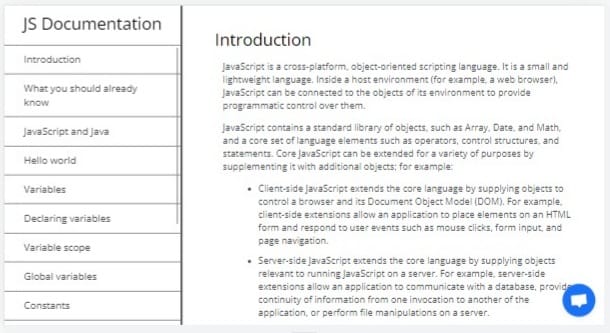 JS Documentation
Introduction
What you should already
know
JavaScript and Java
Hello world
Variables
Declaring variables
Variable scope
Global variables
Constants
Introduction
JavaScript is a cross-platform, object-oriented scripting language. It is a small and
lightweight language. Inside a host environment (for example, a web browser),
JavaScript can be connected to the objects of its environment to provide
programmatic control over them.
JavaScript contains a standard library of objects, such as Array, Date, and Math,
and a core set of language elements such as operators, control structures, and
statements. Core JavaScript can be extended for a variety of purposes by
supplementing it with additional objects; for example:
• Client-side JavaScript extends the core language by supplying objects to
control a browser and its Document Object Model (DOM). For example,
client-side extensions allow an application to place elements on an HTML
form and respond to user events such as mouse clicks, form input, and
page navigation.
• Server-side JavaScript extends the core language by supplying objects
relevant to running JavaScript on a server. For example, server-side
extensions allow an application to communicate with a database, provide
continuity of information from one invocation to another of the
application, or perform file manipulations on a server.